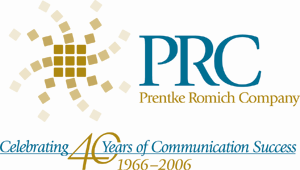 PRC
Prentke Romich Company
Celebrating 40 Years of Communication Success
1966–2006